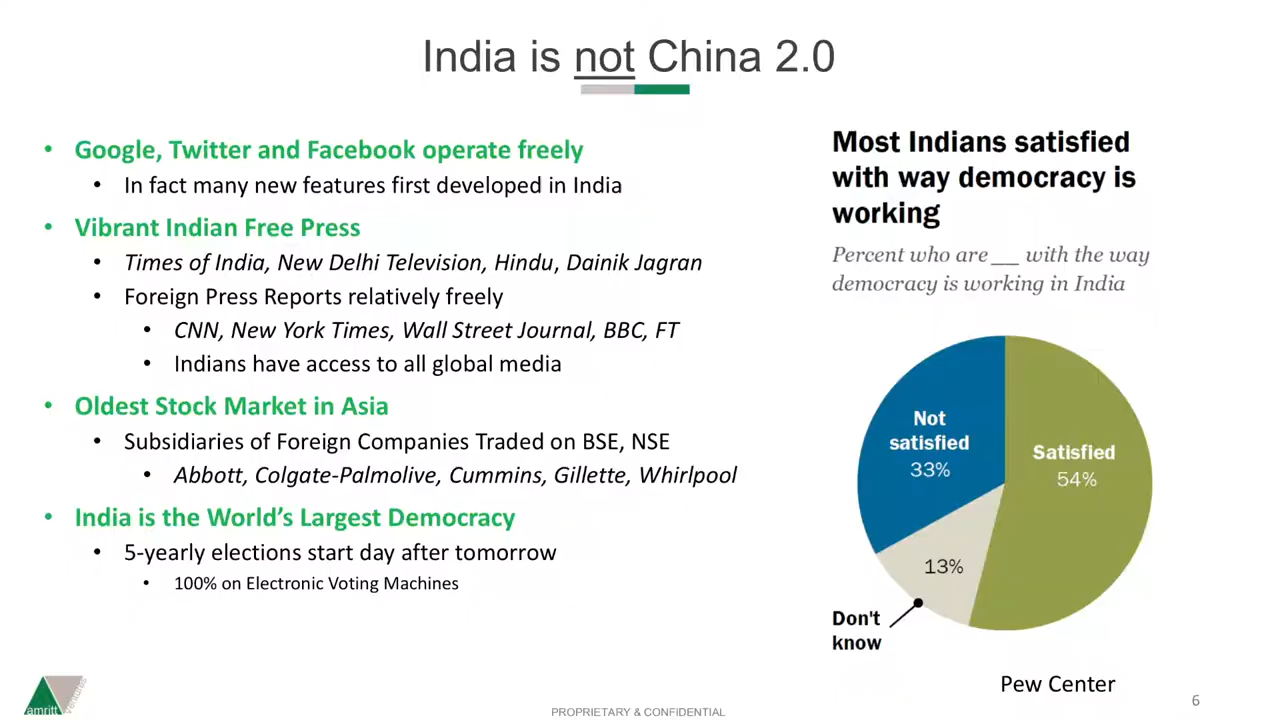 India is not China 2.0
• Google, Twitter and Facebook operate freely
• In fact many new features first developed in India
• Vibrant Indian Free Press
• Times of India, New Delhi Television, Hindu, Dainik Jagran
• Foreign Press Reports relatively freely
• CNN, New York Times, Wall Street Journal, BBC, FT
• Indians have access to all global media
• Oldest Stock Market in Asia
• Subsidiaries of Foreign Companies Traded on BSE, NSE
• Abbott, Colgate-Palmolive, Cummins, Gillette, Whirlpool
• India is the World’s Largest Democracy
• 5-yearly elections start day after tomorrow
• 100% on Electronic Voting Machines
Most Indians satisfied
with way democracy is
working
Percent who are __ with the way
democracy is working in India
Not
satisfied
33%
Satisfied
54%
13%
Don't
know
Pew Center
amritt
ventures
PROPRIETARY & CONFIDENTIAL
6